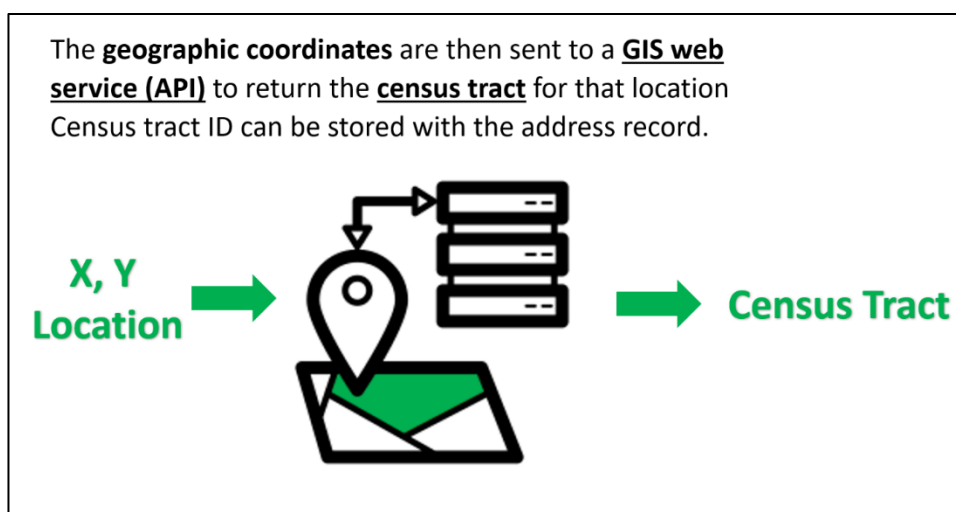 The geographic coordinates are then sent to a GIS web
service (API) to return the census tract for that location
Census tract ID can be stored with the address record.
X, Y
Location
Census Tract